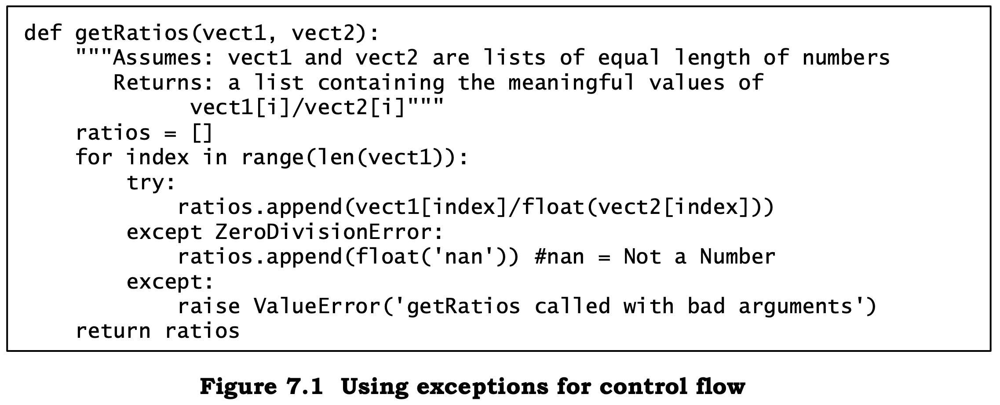 def getRatios(vect1, vect2):
    """Assumes: vect1 and vect2 are lists of equal length of numbers
       Returns: a list containing the meaningful values of
             vect1[i]/vect2[i]"""
    ratios = []
    for index in range(len(vect1)):
        try:
            ratios.append(vect1[index]/float(vect2[index]))
        except ZeroDivisionError:
            ratios.append(float('nan')) #nan = Not a Number
        except:
            raise ValueError('getRatios called with bad arguments')
    return ratios
Figure 7.1 Using exceptions for control flow